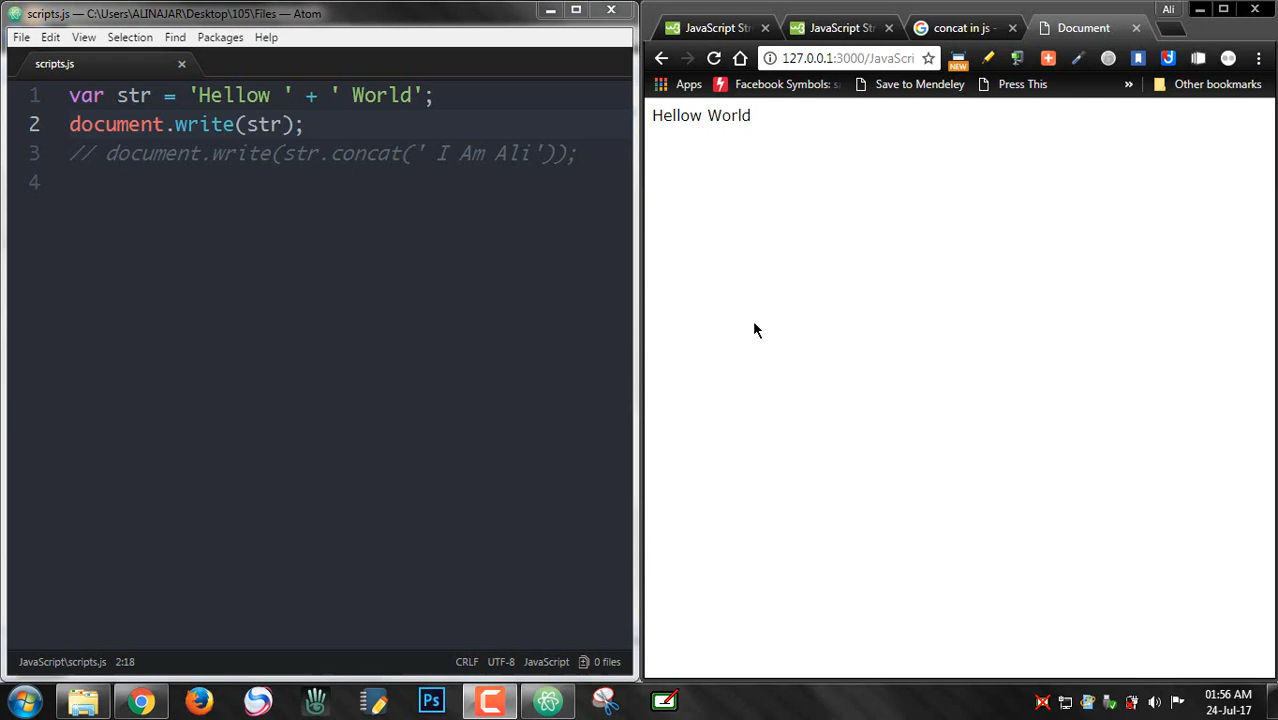 scripts.js — C:\Users\ALINAJAR\Desktop\105\Files — Atom
File Edit View Selection Find Packages Help
scripts.js
1 var str = 'Hellow ' + ' World';
2 document.write(str);
3 // document.write(str.concat(' I Am Ali'));
4
JavaScript\scripts.js 2:18 CRLF UTF-8 JavaScript 0 files
Ali
JavaScript Str JavaScript Str concat in js - Document
127.0.0.1:3000/JavaScri
NEW
Apps Facebook Symbols: Save to Mendeley Press This » Other bookmarks
Hellow World
Ps
01:56 AM
24-Jul-17